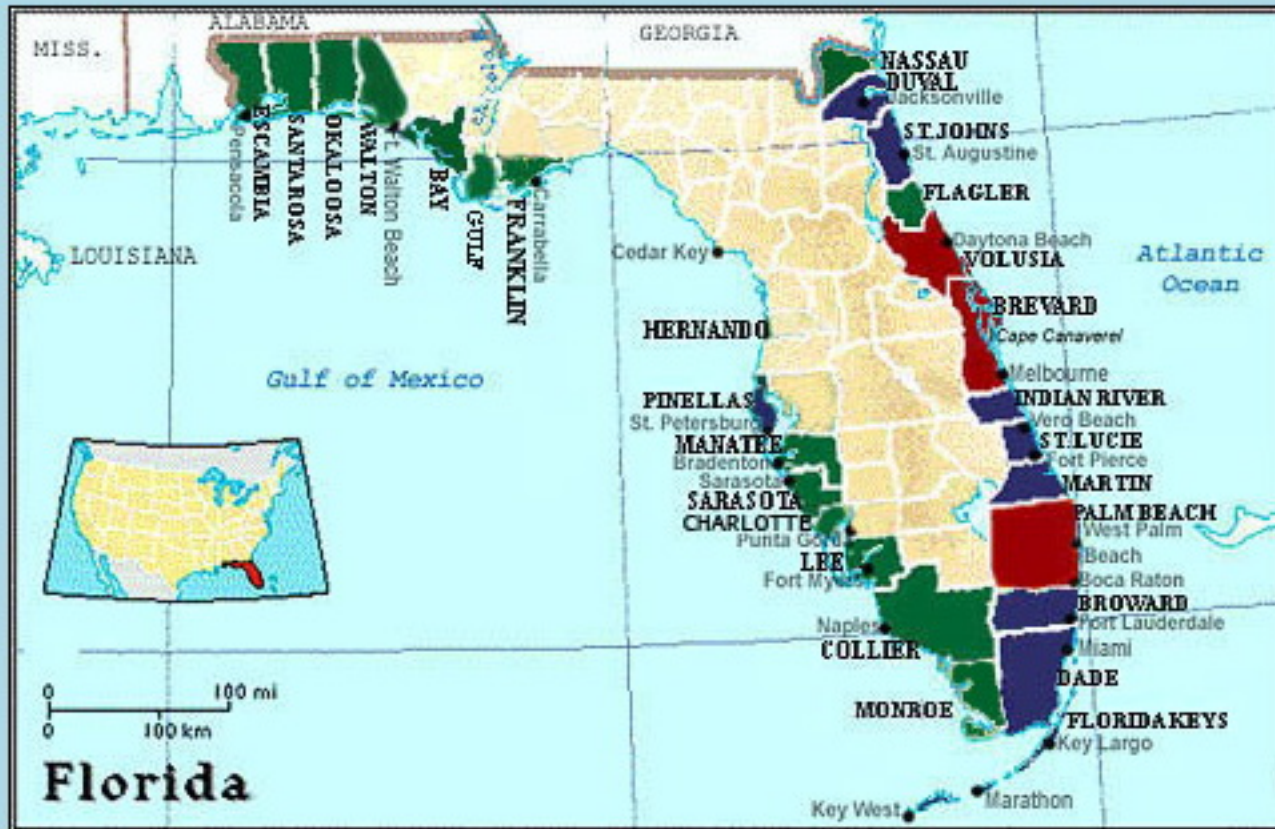 ALABAMA
MISS.
GEORGIA
NASSAU
DUVAL
Jacksonville
ST.JOHNS
St. Augustine
FLAGLER
Daytona Beach
VOLUSIA
BREVARD
Cape Canaverel
Melbourne
INDIAN RIVER
Vero Beach
ST.LUCIE
Fort Pierce
MARTIN
PALM BEACH
West Palm
Beach
Boca Raton
BROWARD
Fort Lauderdale
Miami
DADE
FLORIDA KEYS
Key Largo
Marathon
Key West
Atlantic
Ocean
LOUISIANA
Pensacola
ESCAMBIA
SANTA ROSA
OKALOOSA
WALTON
Ft. Walton Beach
BAY
GULF
FRANKLIN
Carrabella
Cedar Key
HERNANDO
Gulf of Mexico
PINELLAS
St. Petersburg
MANATEE
Bradenton
Sarasota
SARASOTA
CHARLOTTE
Punta Gorda
LEE
Fort Myers
Naples
COLLIER
MONROE
0 100 mi
0 100 km
Florida